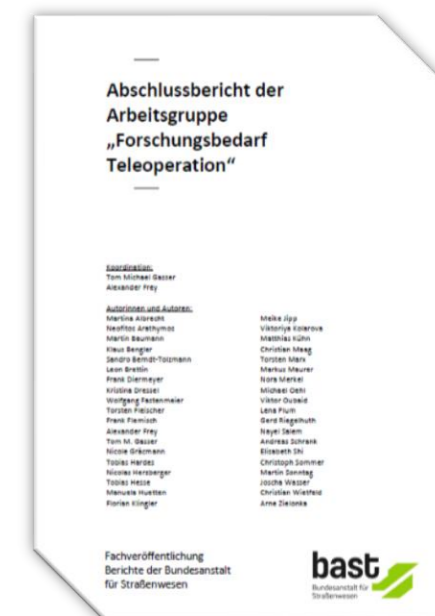 Abschlussbericht der
Arbeitsgruppe
„Forschungsbedarf
Teleoperation“
Koordination:
Tom Michael Gasser
Alexander Frey
Autorinnen und Autoren:
Martina Albrecht
Neofitos Arathymos
Martin Baumann
Klaus Bengler
Sandro Berndt-Tolzmann
Leon Brettin
Frank Diermeyer
Kristina Dressel
Wolfgang Fastenmeier
Torsten Fleischer
Frank Flemisch
Alexander Frey
Tom M. Gasser
Nicole Gräcmann
Tobias Hardes
Nicolas Herzberger
Tobias Hesse
Manuela Huetten
Florian Klingler
Meike Jipp
Viktoriya Kolarova
Matthias Kühn
Christian Maag
Torsten Marx
Markus Maurer
Nora Merkel
Michael Oehl
Viktor Oubaid
Lena Plum
Gerd Riegelhuth
Nayel Salem
Andreas Schrank
Elisabeth Shi
Christoph Sommer
Martin Sonntag
Joscha Wasser
Christian Wietfeld
Arne Zielonka
Fachveröffentlichung
Berichte der Bundesanstalt
für Straßenwesen
bast
Bundesanstalt für
Straßenwesen